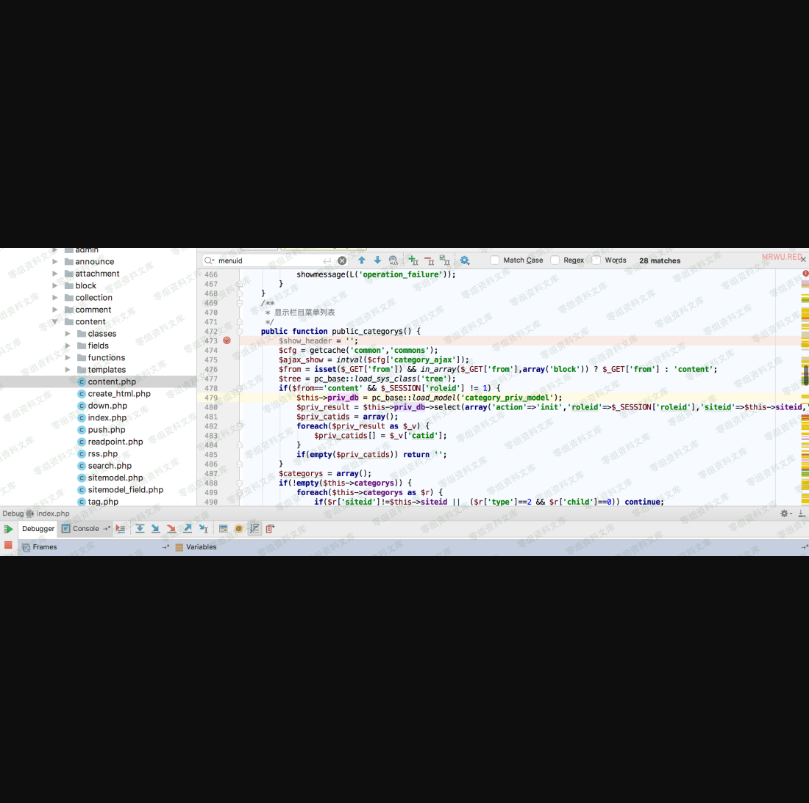 admin
announce
attachment
block
collection
comment
content
classes
fields
functions
templates
content.php
create_html.php
down.php
index.php
push.php
readpoint.php
rss.php
search.php
sitemodel.php
sitemodel_field.php
tag.php
menuid
Match Case
Regex
Words
28 matches
HRWU.RED
466 showmessage(L('operation_failure'));
467 }
468 }
469 /**
470 * 显示栏目菜单列表
471 */
472 public function public_categorys() {
473 $show_header = '';
474 $cfg = getcache('common','commons');
475 $ajax_show = intval($cfg['category_ajax']);
476 $from = isset($_GET['from']) && in_array($_GET['from'],array('block')) ? $_GET['from'] : 'content';
477 $tree = pc_base::load_sys_class('tree');
478 if($from=='content' && $_SESSION['roleid'] != 1) {
479 $this->priv_db = pc_base::load_model('category_priv_model');
480 $priv_result = $this->priv_db->select(array('action'=>'init','roleid'=>$_SESSION['roleid'],'siteid'=>$this->siteid,'
481 $priv_catids = array();
482 foreach($priv_result as $_v) {
483 $priv_catids[] = $_v['catid'];
484 }
485 if(empty($priv_catids)) return '';
486 }
487 $categorys = array();
488 if(!empty($this->categorys)) {
489 foreach($this->categorys as $r) {
490 if($r['siteid']!=$this->siteid || ($r['type']==2 && $r['child']==0)) continue;
Debug index.php
Debugger
Console
Frames
Variables
零组资料文库